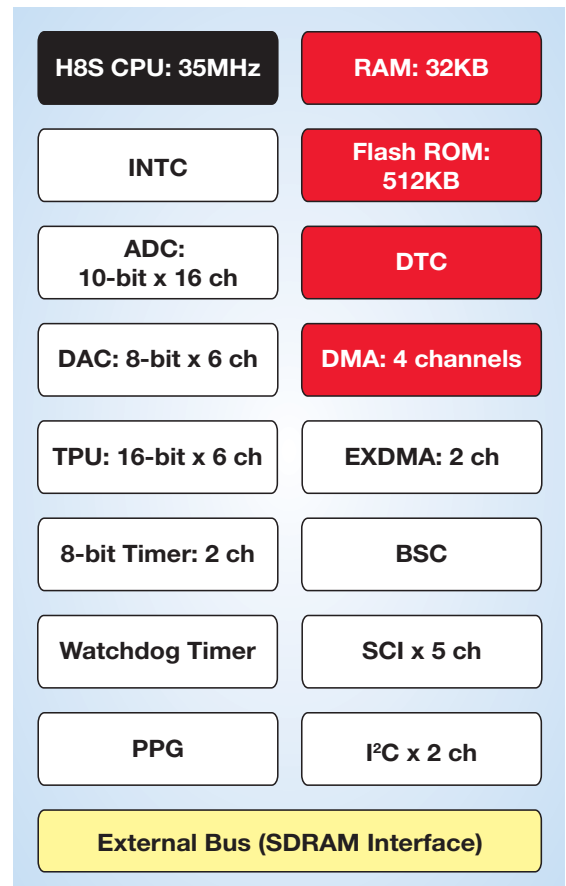 H8S CPU: 35MHz
RAM: 32KB
INTC
Flash ROM:
512KB
ADC:
10-bit x 16 ch
DTC
DAC: 8-bit x 6 ch
DMA: 4 channels
TPU: 16-bit x 6 ch
EXDMA: 2 ch
8-bit Timer: 2 ch
BSC
Watchdog Timer
SCI x 5 ch
PPG
I²C x 2 ch
External Bus (SDRAM Interface)